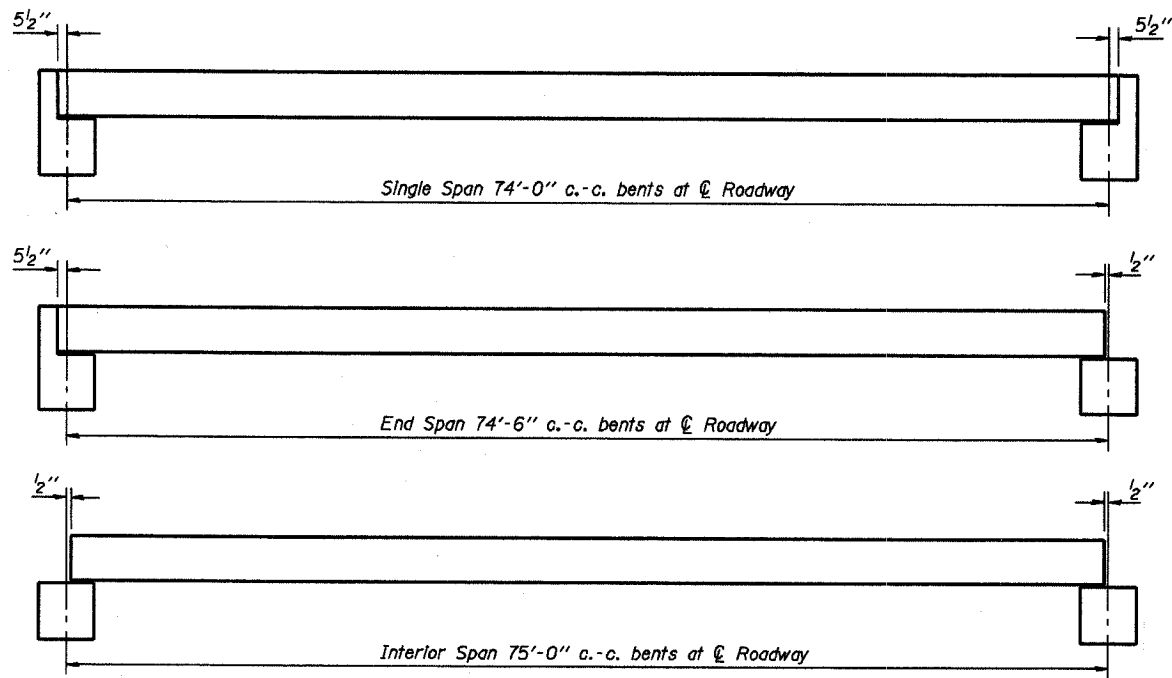 5½" 5½"
Single Span 74'-0" c.-c. bents at ℄ Roadway
5½" ½"
End Span 74'-6" c.-c. bents at ℄ Roadway
½" ½"
Interior Span 75'-0" c.-c. bents at ℄ Roadway